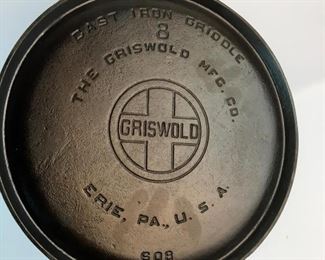 CAST IRON GRIDDLE
8
THE GRISWOLD MFG. CO.
GRISWOLD
ERIE, PA., U. S. A.
608